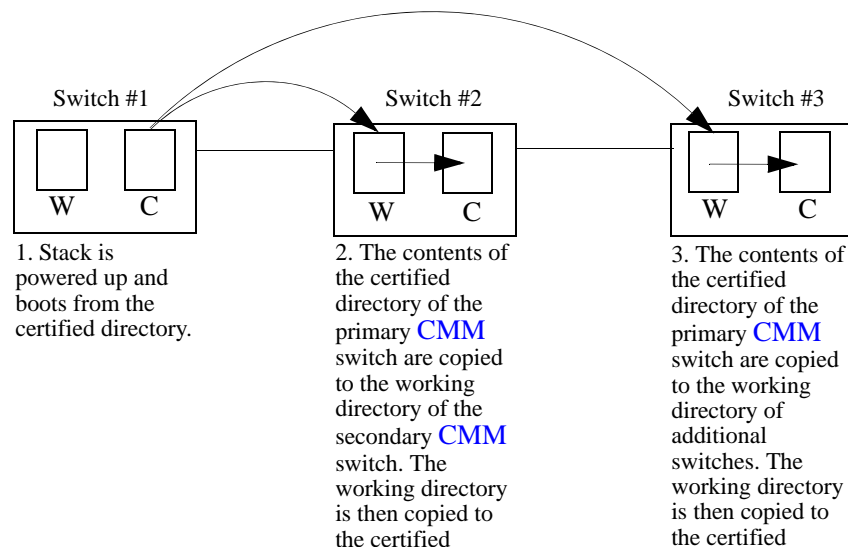 Switch #1
Switch #2
Switch #3
W
C
W
C
W
C
1. Stack is
powered up and
boots from the
certified directory.
2. The contents of
the certified
directory of the
primary CMM
switch are copied
to the working
directory of the
secondary CMM
switch. The
working directory
is then copied to
the certified
3. The contents of
the certified
directory of the
primary CMM
switch are copied
to the working
directory of
additional
switches. The
working directory
is then copied to
the certified